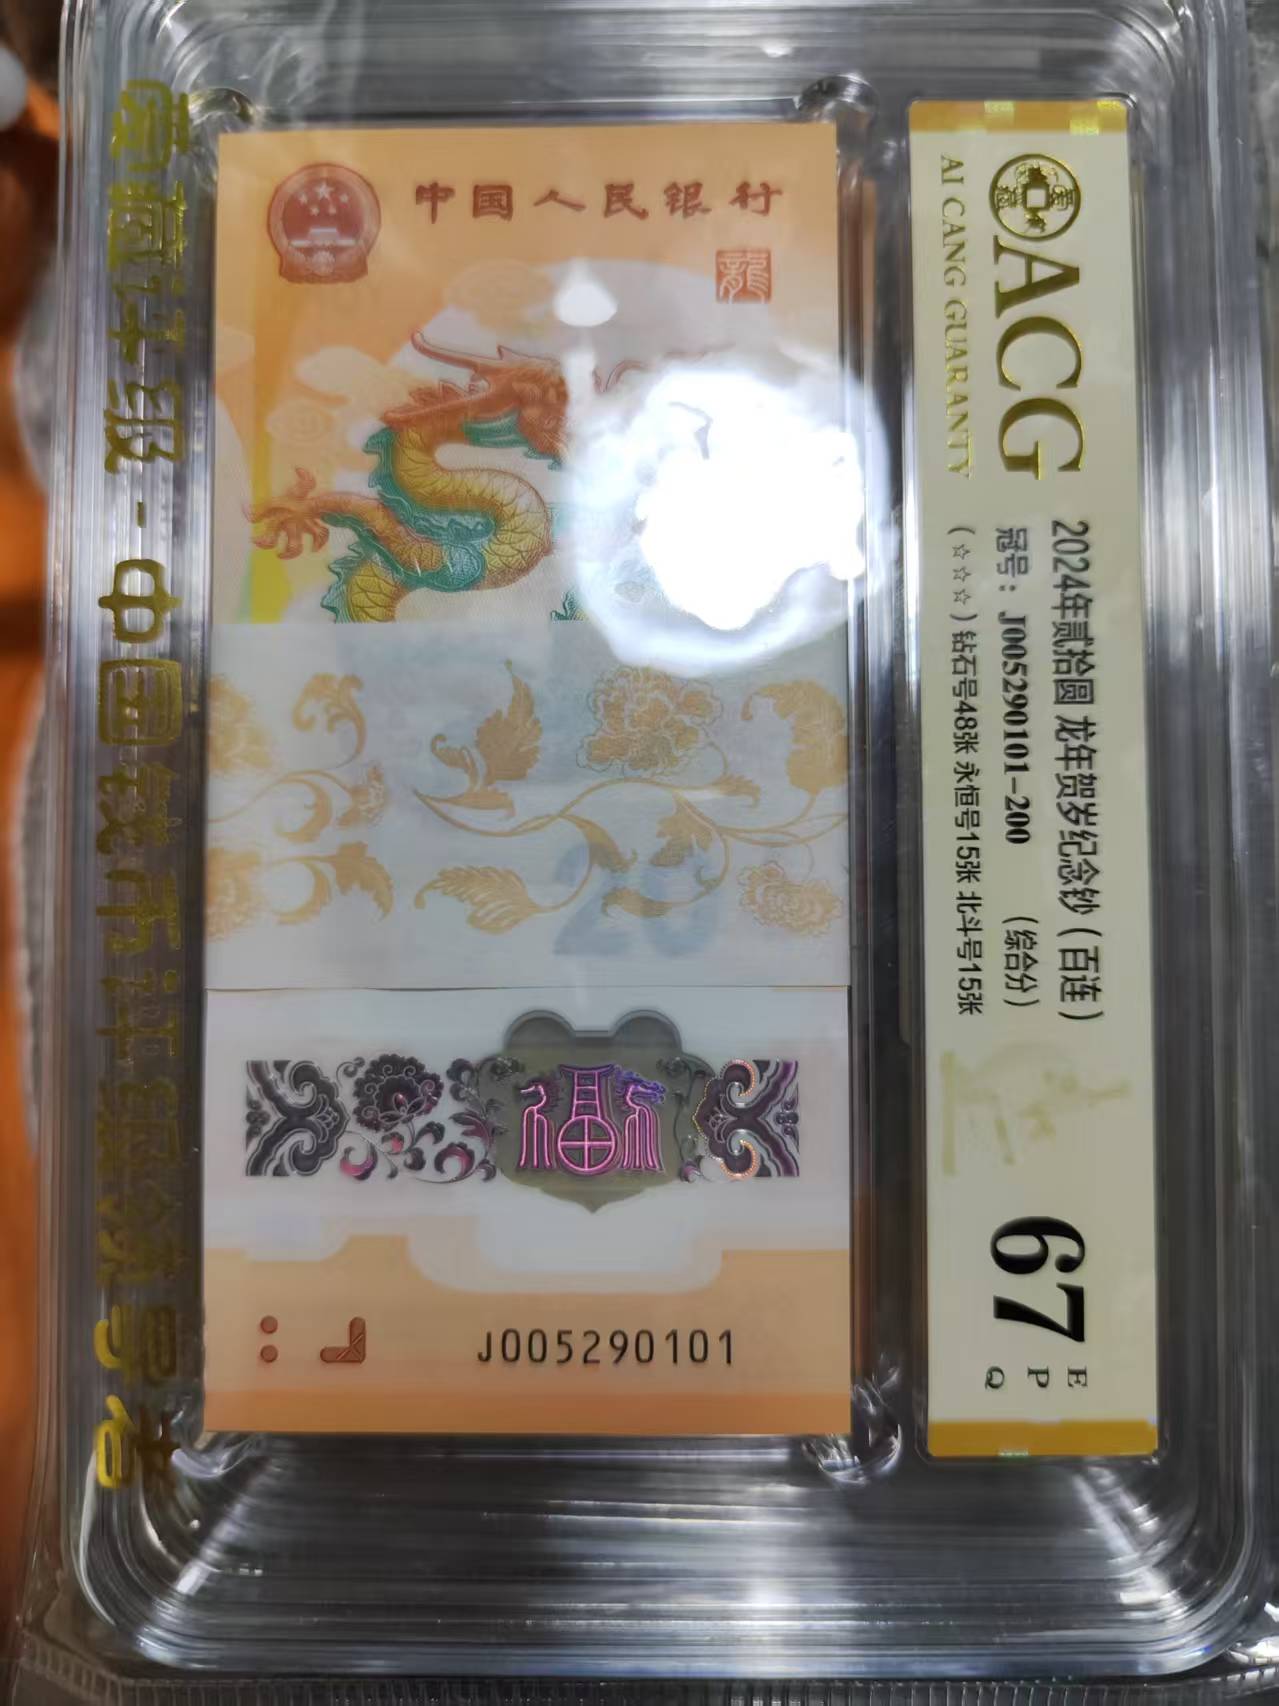 中国人民银行
龍
20
福
J005290101
ACG
AI CANG GUARANTY
2024年贰拾圆 龙年贺岁纪念钞（百连）
冠号：J005290101-200 （综合分）
（☆☆☆）钻石号48张 永恒号15张 北斗号15张
67
E
P
Q
爱藏评级-中国钱币评级领导者